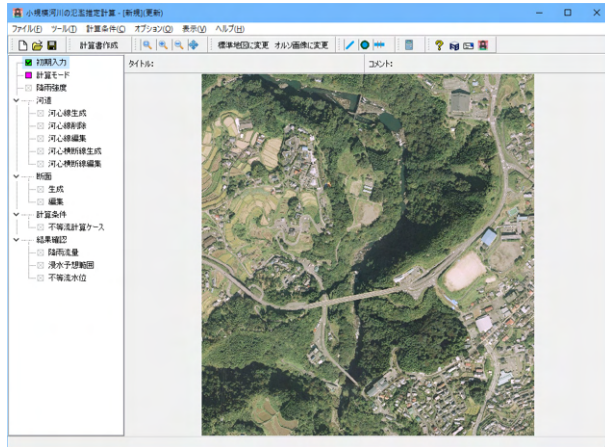 小規模河川の氾濫推定計算 - [新規](更新)
ファイル(F) ツール(T) 計算条件(C) オプション(O) 表示(V) ヘルプ(H)
計算書作成 標準地図に変更 オルソ画像に変更
初期入力
タイトル: コメント:
計算モード
降雨強度
河道
河心線生成
河心線削除
河心線編集
河心横断線生成
河心横断線編集
断面
生成
編集
計算条件
不等流計算ケース
結果確認
降雨流量
浸水予想範囲
不等流水位